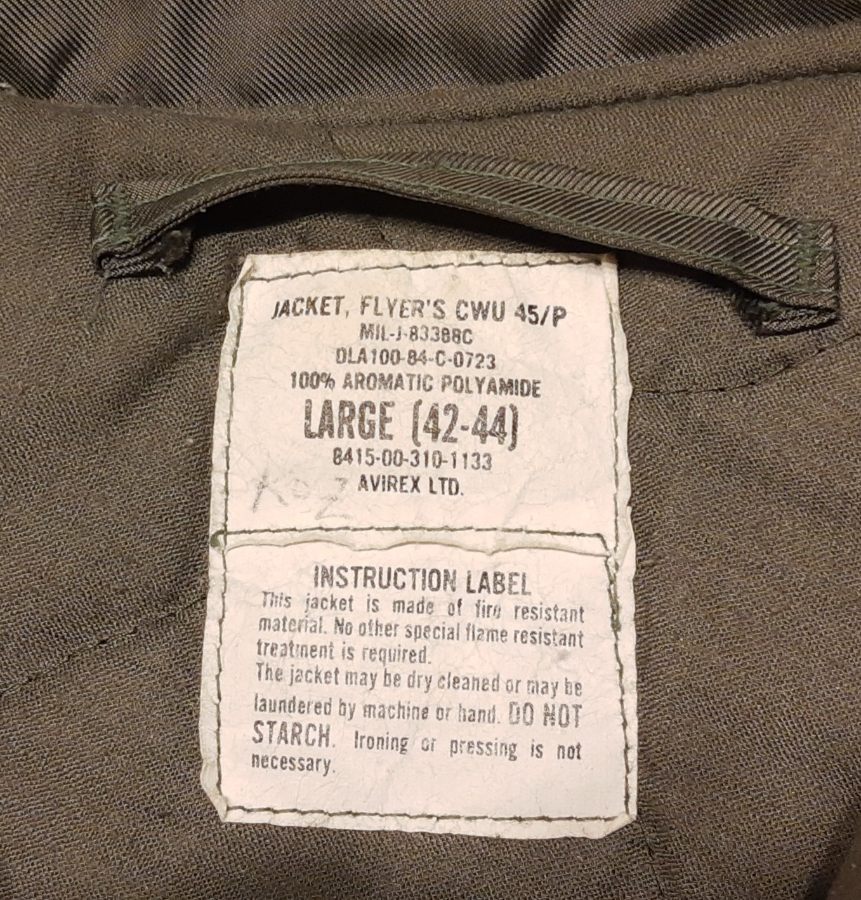 JACKET, FLYER'S CWU 45/P
MIL-J-83388C
DLA100-84-C-0723
100% AROMATIC POLYAMIDE
LARGE (42-44)
8415-00-310-1133
AVIREX LTD.
KOZ
INSTRUCTION LABEL
This jacket is made of fire resistant
material. No other special flame resistant
treatment is required.
The jacket may be dry cleaned or may be
laundered by machine or hand. DO NOT
STARCH. Ironing or pressing is not
necessary.